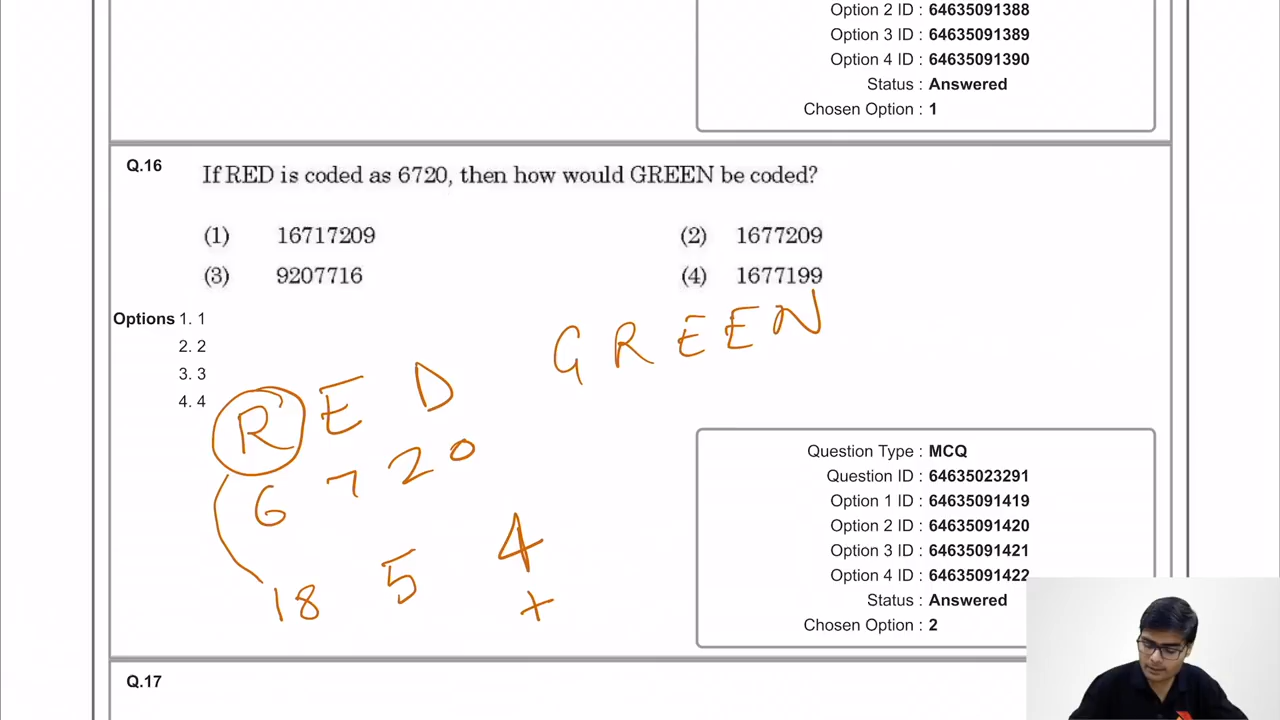 Option 2 ID : 64635091388
Option 3 ID : 64635091389
Option 4 ID : 64635091390
Status : Answered
Chosen Option : 1
Q.16 If RED is coded as 6720, then how would GREEN be coded?
(1) 16717209 (2) 1677209
(3) 9207716 (4) 1677199
Options 1. 1
2. 2
3. 3
4. 4
G R E E N
R E D
6 7 20
18 5 4
+
Question Type : MCQ
Question ID : 64635023291
Option 1 ID : 64635091419
Option 2 ID : 64635091420
Option 3 ID : 64635091421
Option 4 ID : 64635091422
Status : Answered
Chosen Option : 2
Q.17